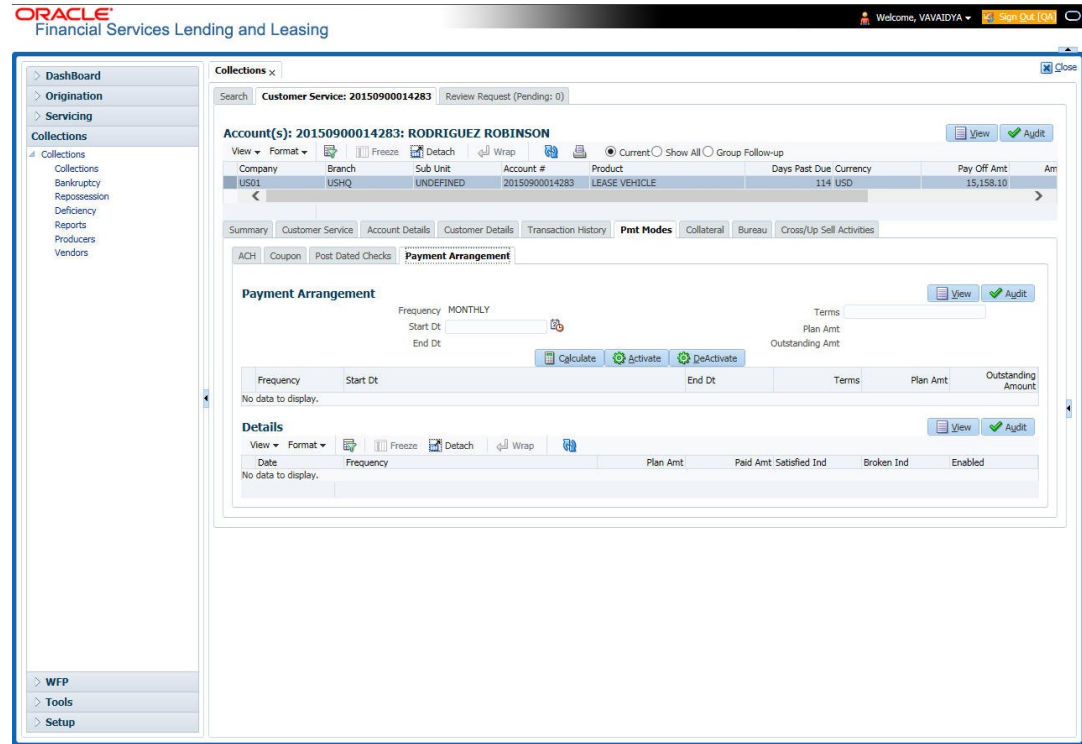 ORACLE
Financial Services Lending and Leasing
Welcome, VAVAIDYA
Sign Out [QA]
Close
DashBoard
Origination
Servicing
Collections
Collections
Collections
Bankruptcy
Repossession
Deficiency
Reports
Producers
Vendors
WFP
Tools
Setup
Collections x
Search Customer Service: 20150900014283 Review Request (Pending: 0)
Account(s): 20150900014283: RODRIGUEZ ROBINSON View Audit
View Format Freeze Detach Wrap Current Show All Group Follow-up
Company Branch Sub Unit Account # Product Days Past Due Currency Pay Off Amt Am
US01 USHQ UNDEFINED 20150900014283 LEASE VEHICLE 114 USD 15,158.10
Summary Customer Service Account Details Customer Details Transaction History Pmt Modes Collateral Bureau Cross/Up Sell Activities
ACH Coupon Post Dated Checks Payment Arrangement
Payment Arrangement View Audit
Frequency MONTHLY Terms
Start Dt Plan Amt
End Dt Outstanding Amt
Calculate Activate DeActivate
Frequency Start Dt End Dt Terms Plan Amt Outstanding Amount
No data to display.
Details View Audit
View Format Freeze Detach Wrap
Date Frequency Plan Amt Paid Amt Satisfied Ind Broken Ind Enabled
No data to display.